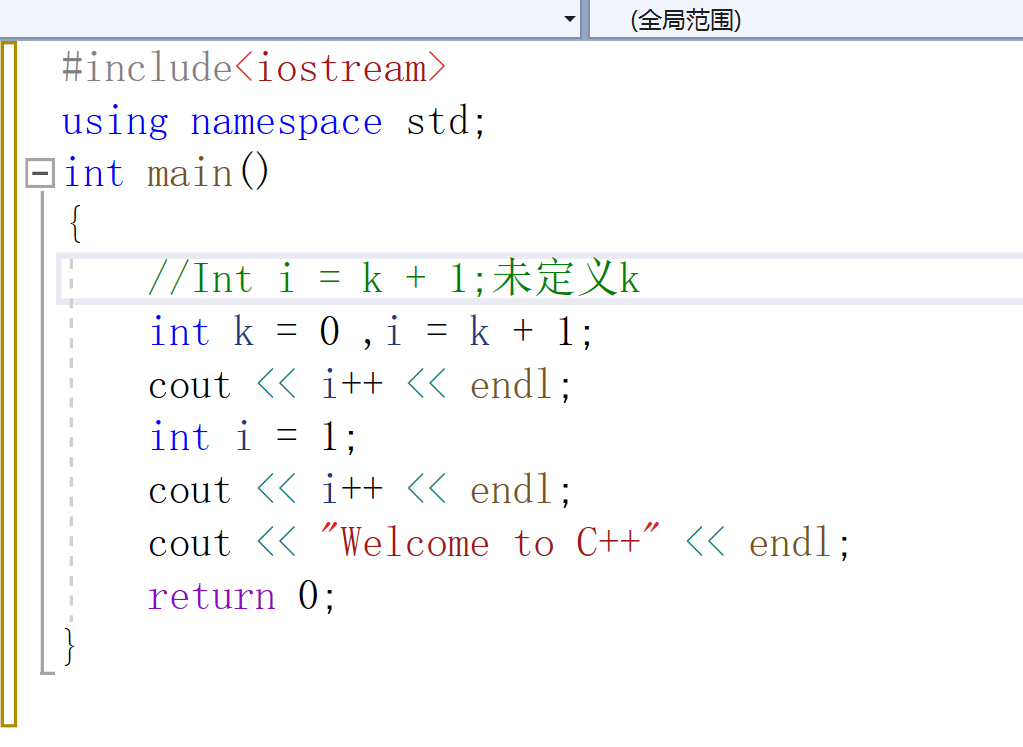 (全局范围)
#include<iostream>
using namespace std;
int main()
{
//Int i = k + 1;未定义k
int k = 0 ,i = k + 1;
cout << i++ << endl;
int i = 1;
cout << i++ << endl;
cout << "Welcome to C++" << endl;
return 0;
}